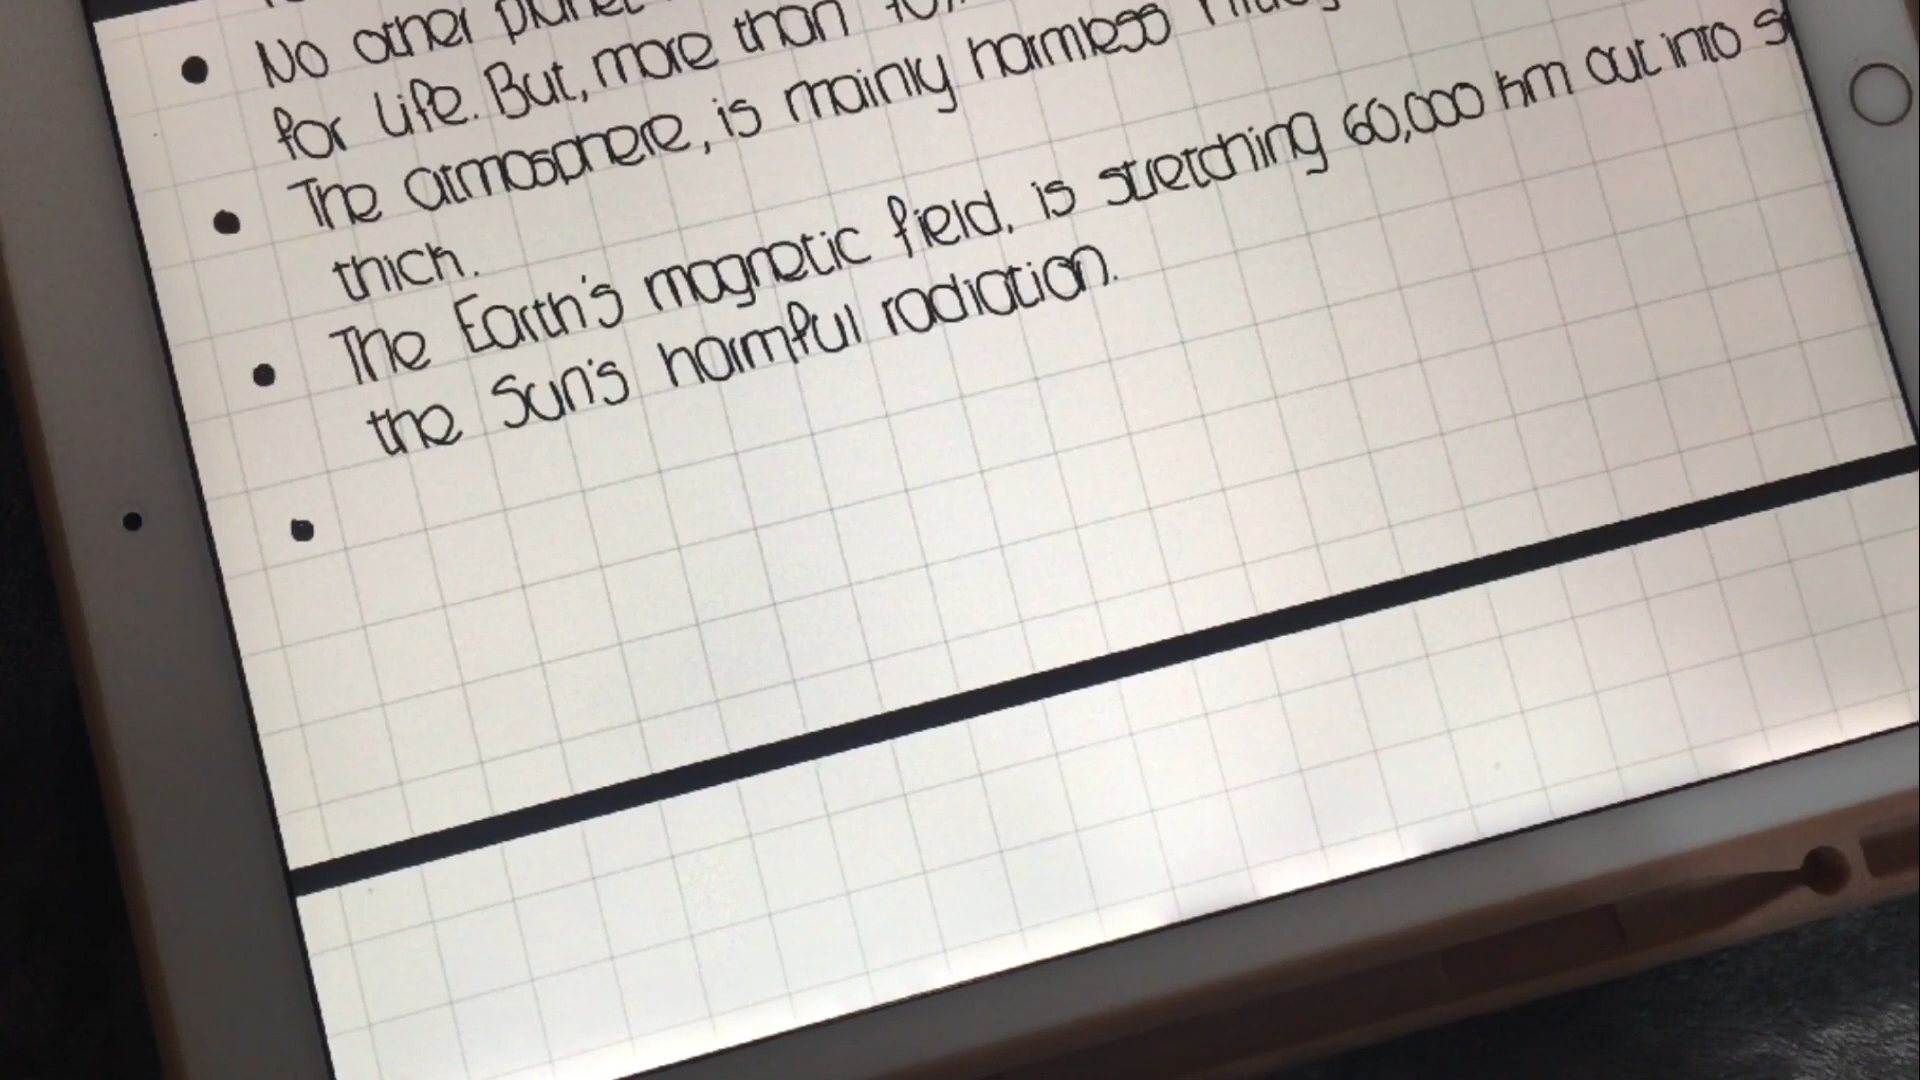 No other planet
for life. But, more than
The atmosphere, is mainly harmless
thick.
The Earth's magnetic field, is stretching 60,000 km out into
the Sun's harmful radiation.